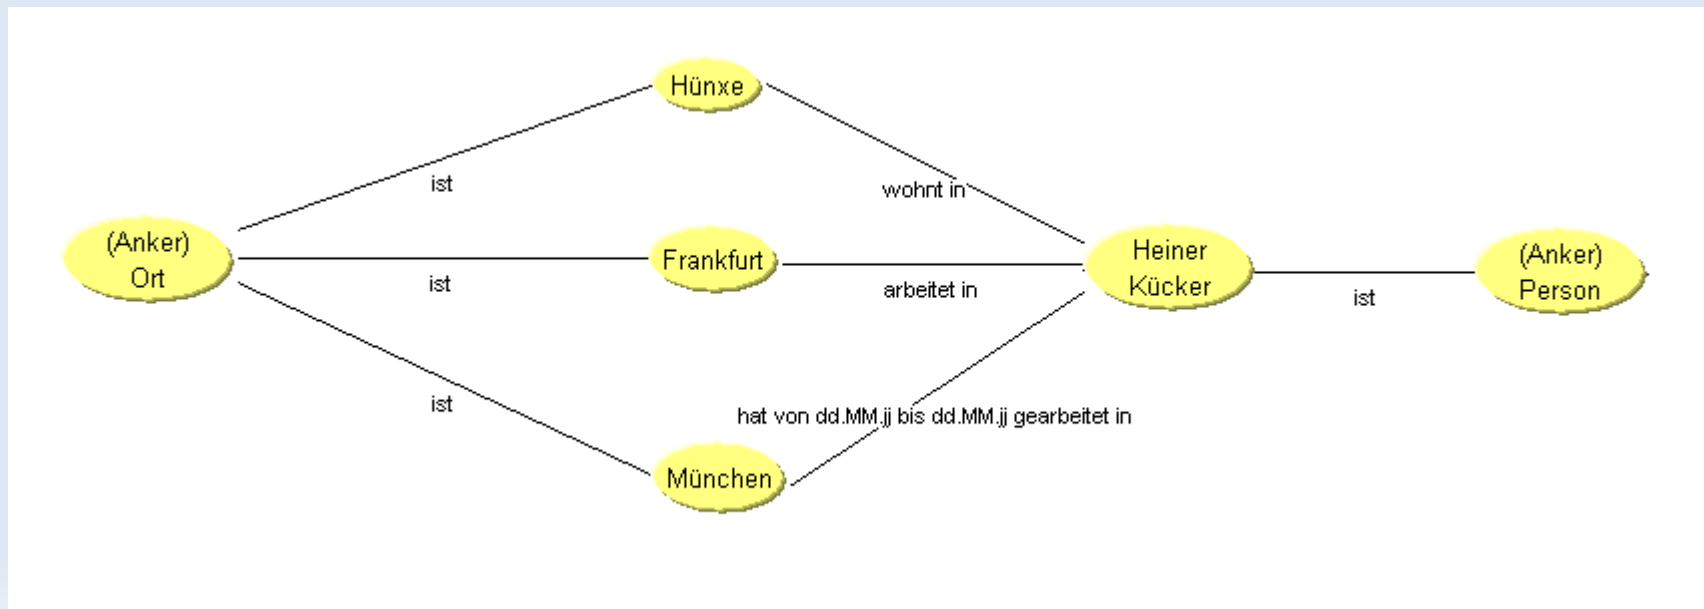 Hünxe
ist
wohnt in
(Anker)
Ort
Frankfurt
Heiner
Kücker
(Anker)
Person
ist
arbeitet in
ist
ist
hat von dd.MM.jj bis dd.MM.jj gearbeitet in
München